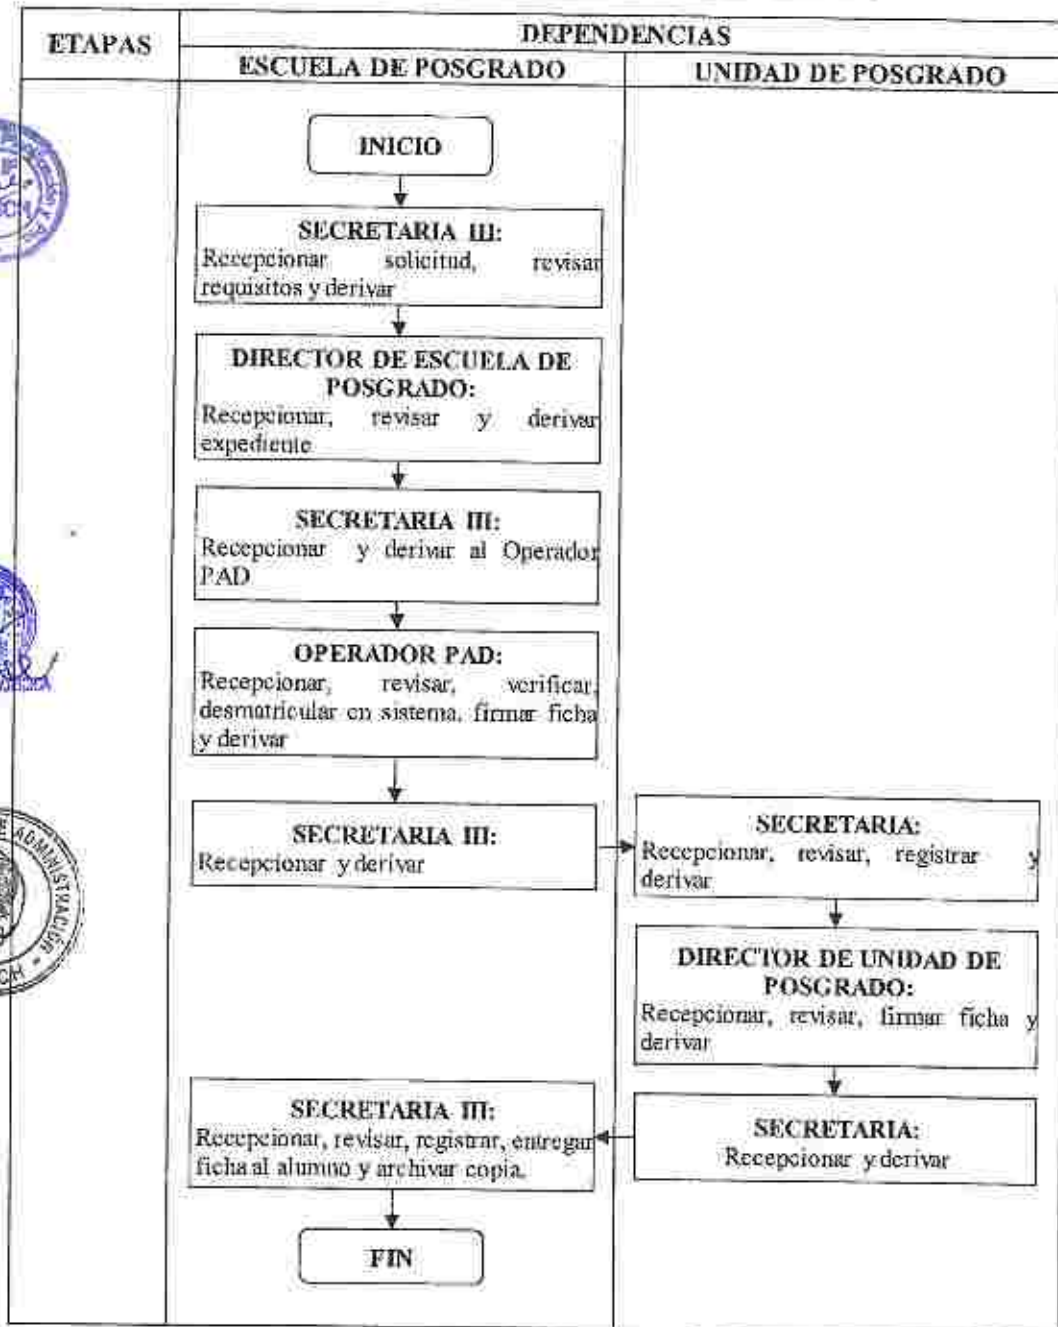 ETAPAS
DEPENDENCIAS
ESCUELA DE POSGRADO
UNIDAD DE POSGRADO
INICIO
SECRETARIA III:
Recepcionar solicitud, revisar
requisitos y derivar
DIRECTOR DE ESCUELA DE
POSGRADO:
Recepcionar, revisar y derivar
expediente
SECRETARIA III:
Recepcionar y derivar al Operador
PAD
OPERADOR PAD:
Recepcionar, revisar, verificar,
desmatricular en sistema, firmar ficha
y derivar
SECRETARIA III:
Recepcionar y derivar
SECRETARIA:
Recepcionar, revisar, registrar y
derivar
DIRECTOR DE UNIDAD DE
POSGRADO:
Recepcionar, revisar, firmar ficha y
derivar
SECRETARIA:
Recepcionar y derivar
SECRETARIA III:
Recepcionar, revisar, registrar, entregar
ficha al alumno y archivar copia.
FIN
ADMINISTRACIÓN